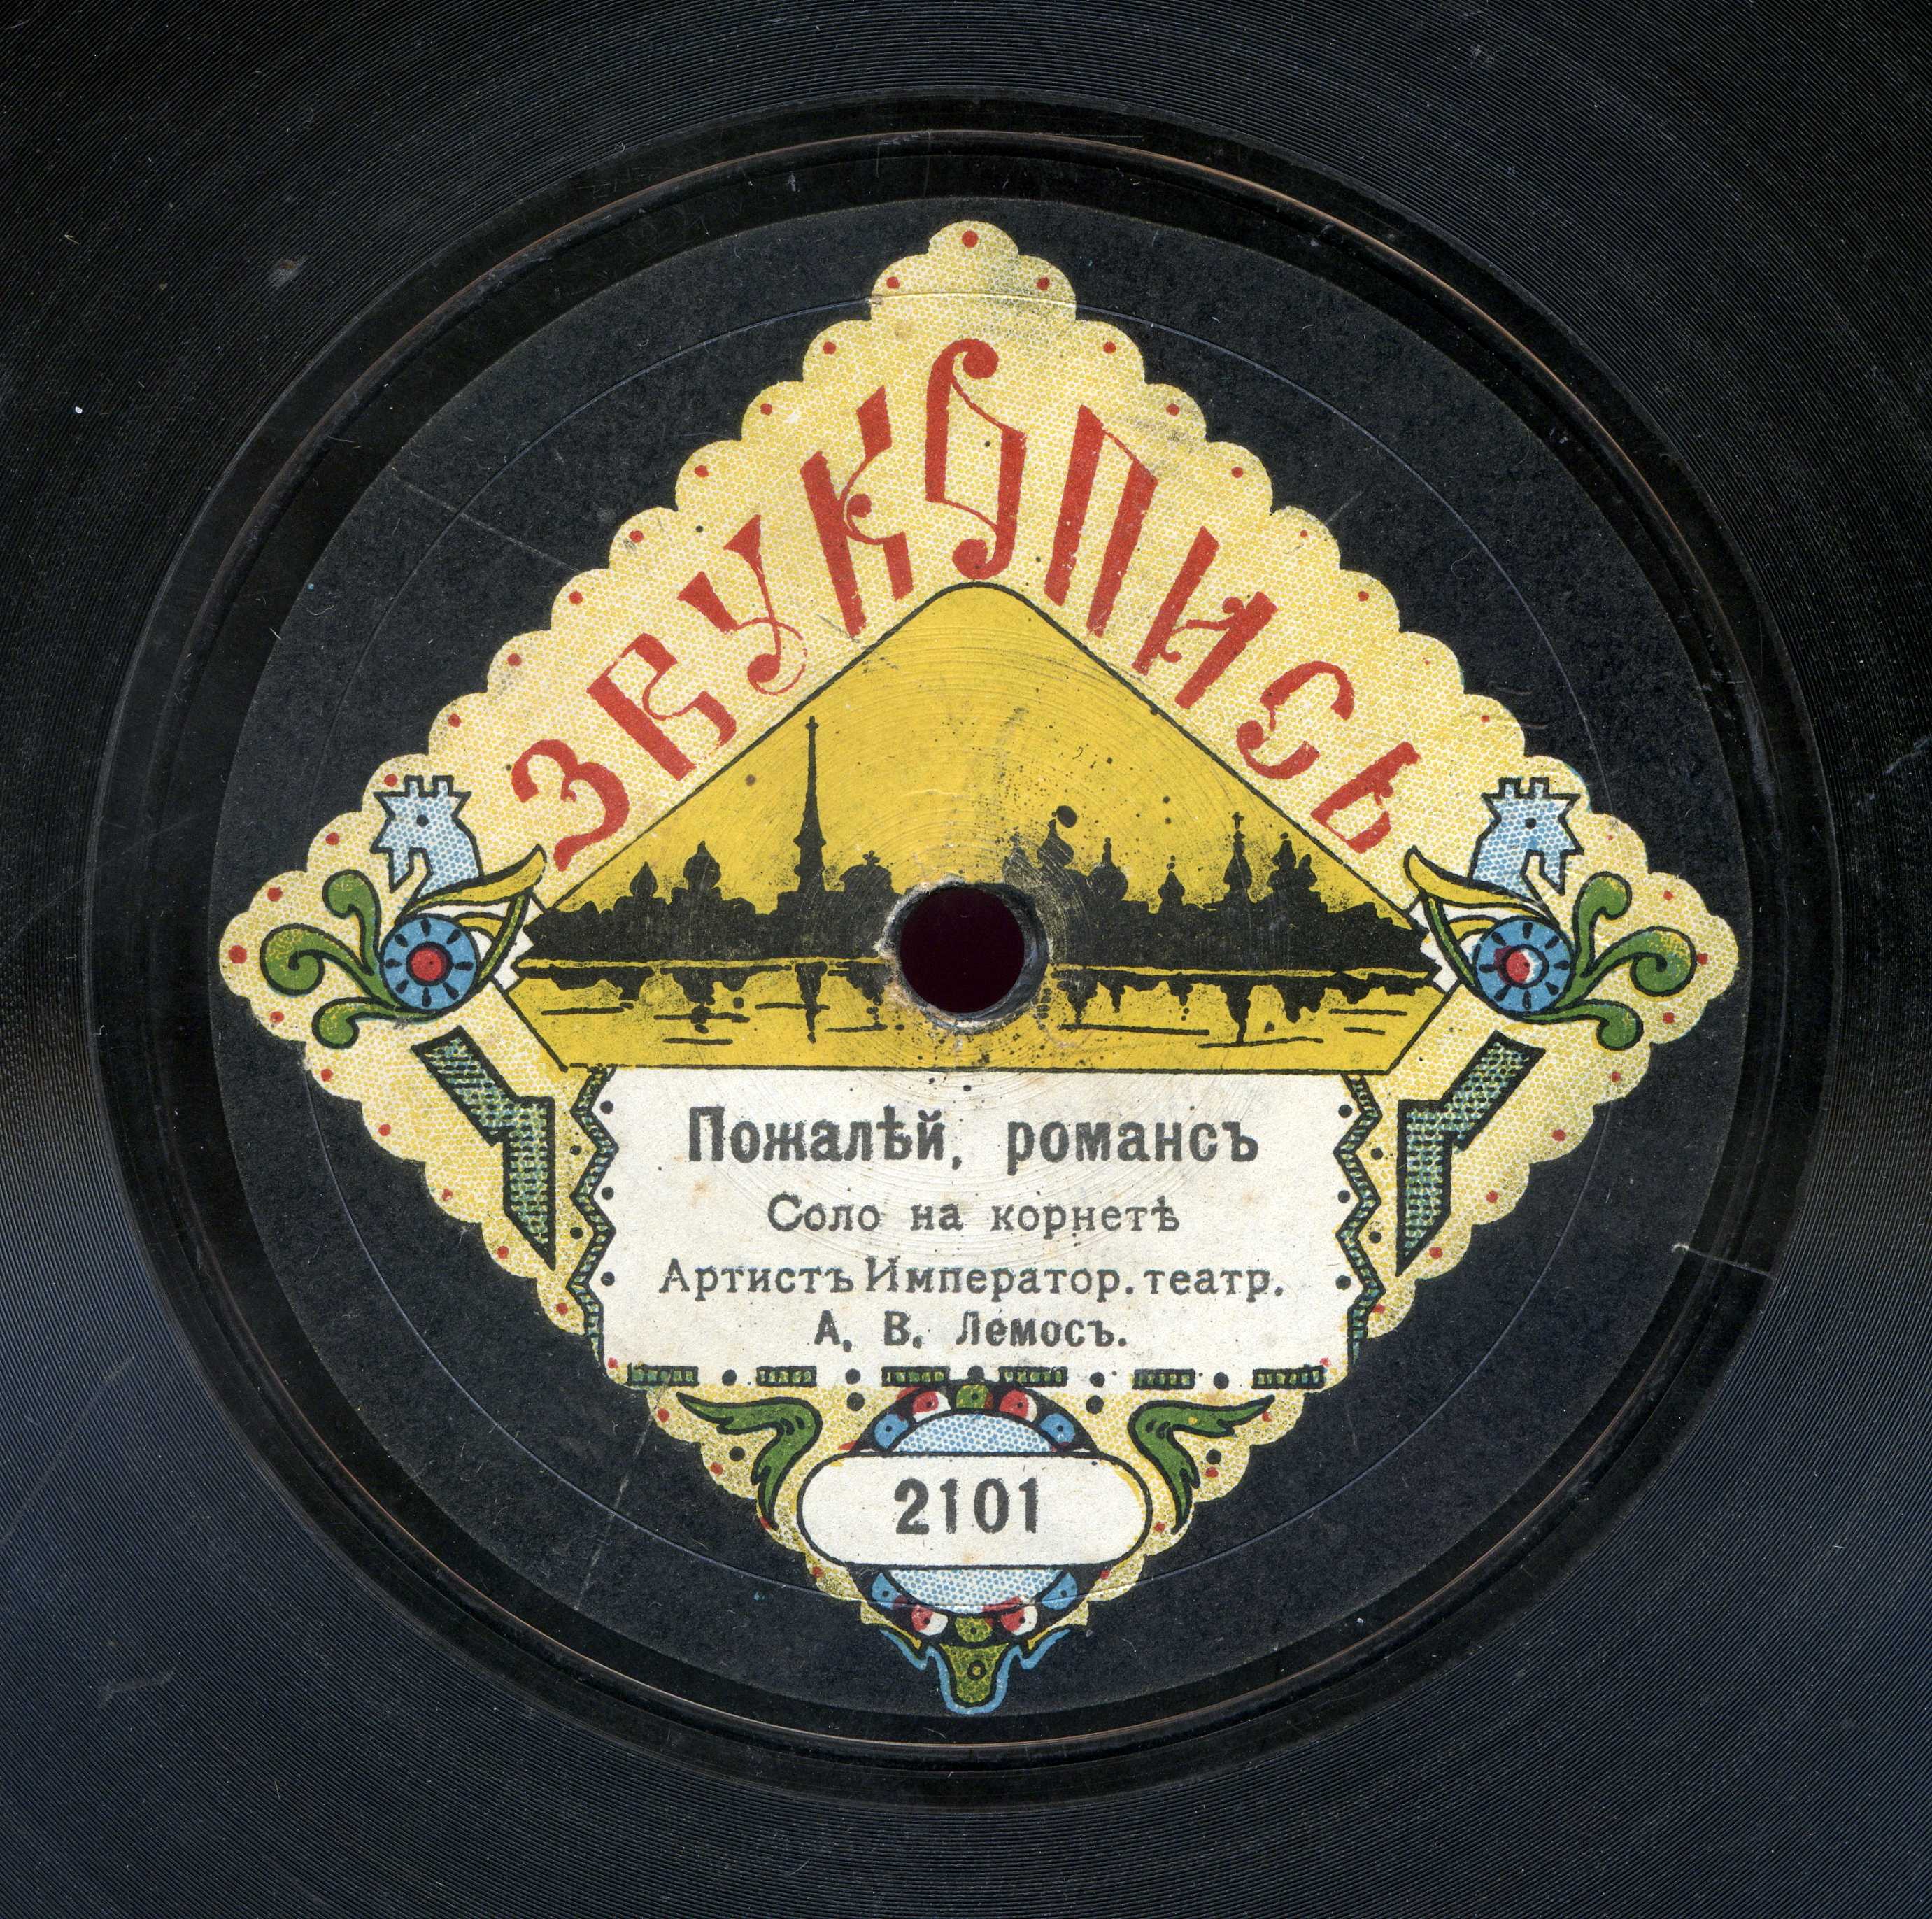 ЗВУКОПИСЬ
Пожалѣй, романсъ
Соло на корнетѣ
Артистъ Император. театр.
А. В. Лемосъ.
2101